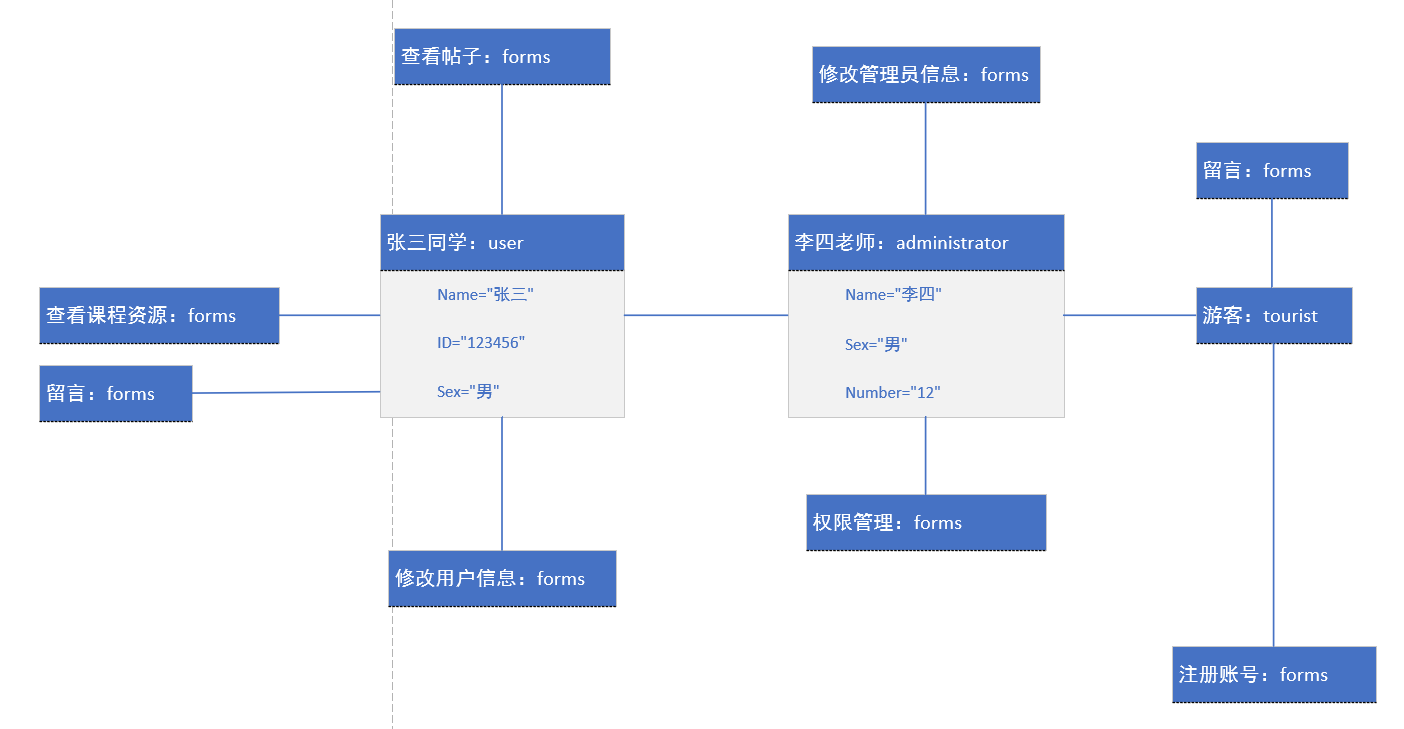 查看帖子：forms
修改管理员信息：forms
留言：forms
张三同学：user
Name="张三"
ID="123456"
Sex="男"
李四老师：administrator
Name="李四"
Sex="男"
Number="12"
查看课程资源：forms
游客：tourist
留言：forms
权限管理：forms
修改用户信息：forms
注册账号：forms